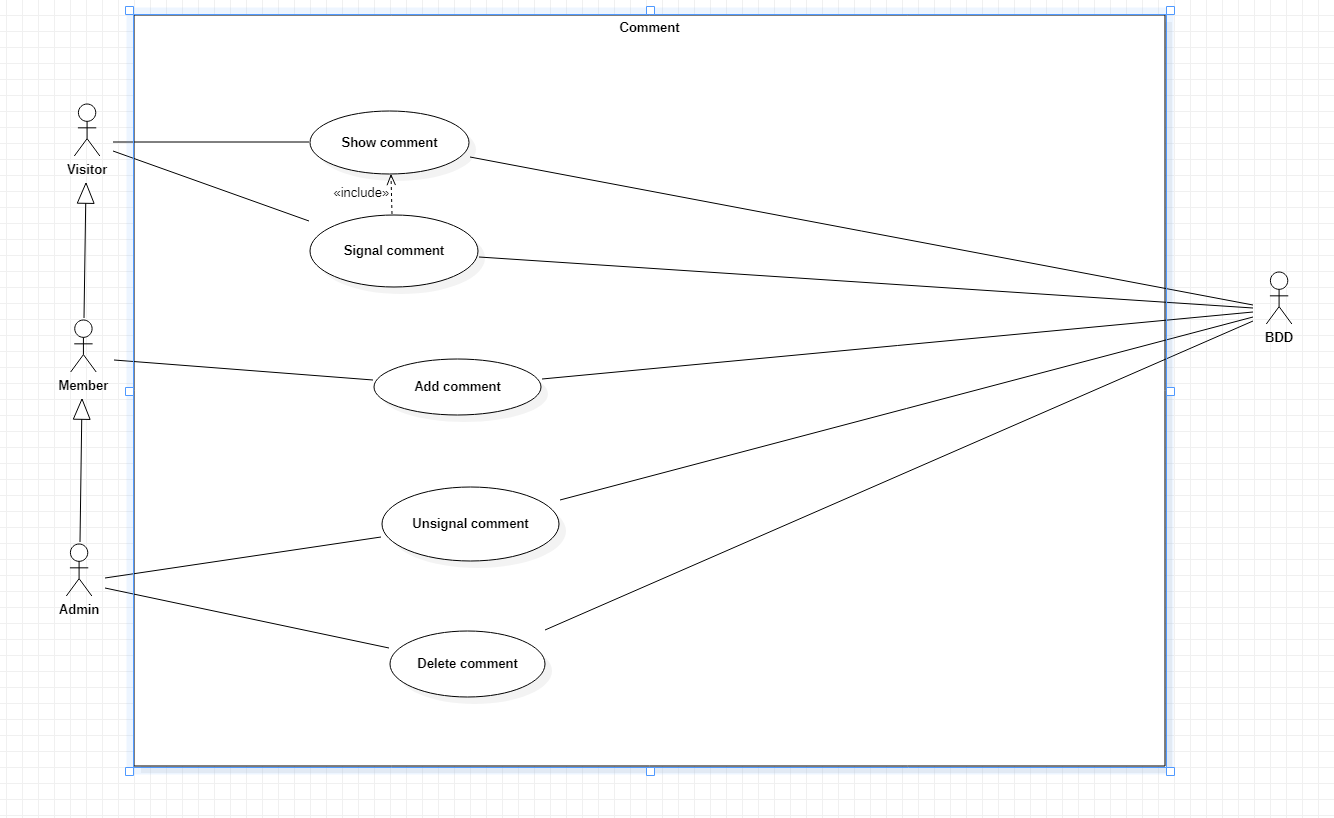 Comment
Visitor
Show comment
«include»
Signal comment
BDD
Member
Add comment
Unsignal comment
Admin
Delete comment